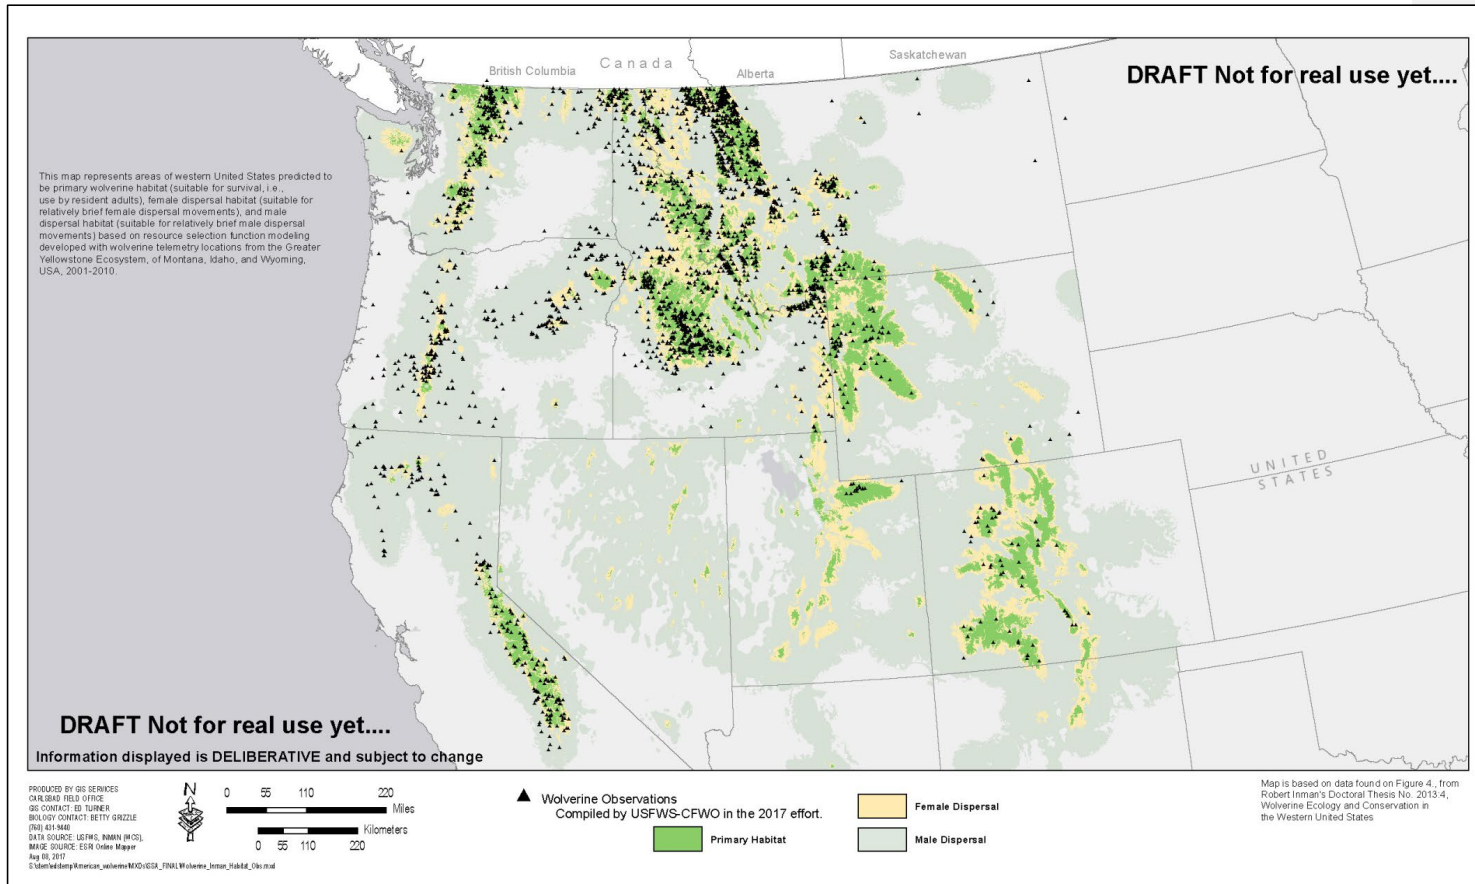 British Columbia
Canada
Alberta
Saskatchewan
DRAFT Not for real use yet....
This map represents areas of western United States predicted to
be primary wolverine habitat (suitable for survival, i.e.,
use by resident adults), female dispersal habitat (suitable for
relatively brief female dispersal movements), and male
dispersal habitat (suitable for relatively brief male dispersal
movements) based on resource selection function modeling
developed with wolverine telemetry locations from the Greater
Yellowstone Ecosystem, of Montana, Idaho, and Wyoming,
USA, 2001-2010.
UNITED
STATES
DRAFT Not for real use yet....
Information displayed is DELIBERATIVE and subject to change
PRODUCED BY GIS SERVICES
CARLSBAD FIELD OFFICE
GIS CONTACT: ED TURNER
BIOLOGY CONTACT: BETTY GRIZZLE
(760) 431-9440
DATA SOURCE: USFWS, INMAN (WCS),
IMAGE SOURCE: ESRI Online Mapper
Aug 08, 2017
N
0 55 110 220
Miles
Kilometers
0 55 110 220
Wolverine Observations
Compiled by USFWS-CFWO in the 2017 effort.
Primary Habitat
Female Dispersal
Male Dispersal
Map is based on data found on Figure 4., from
Robert Inman's Doctoral Thesis No. 2013:4,
Wolverine Ecology and Conservation in
the Western United States